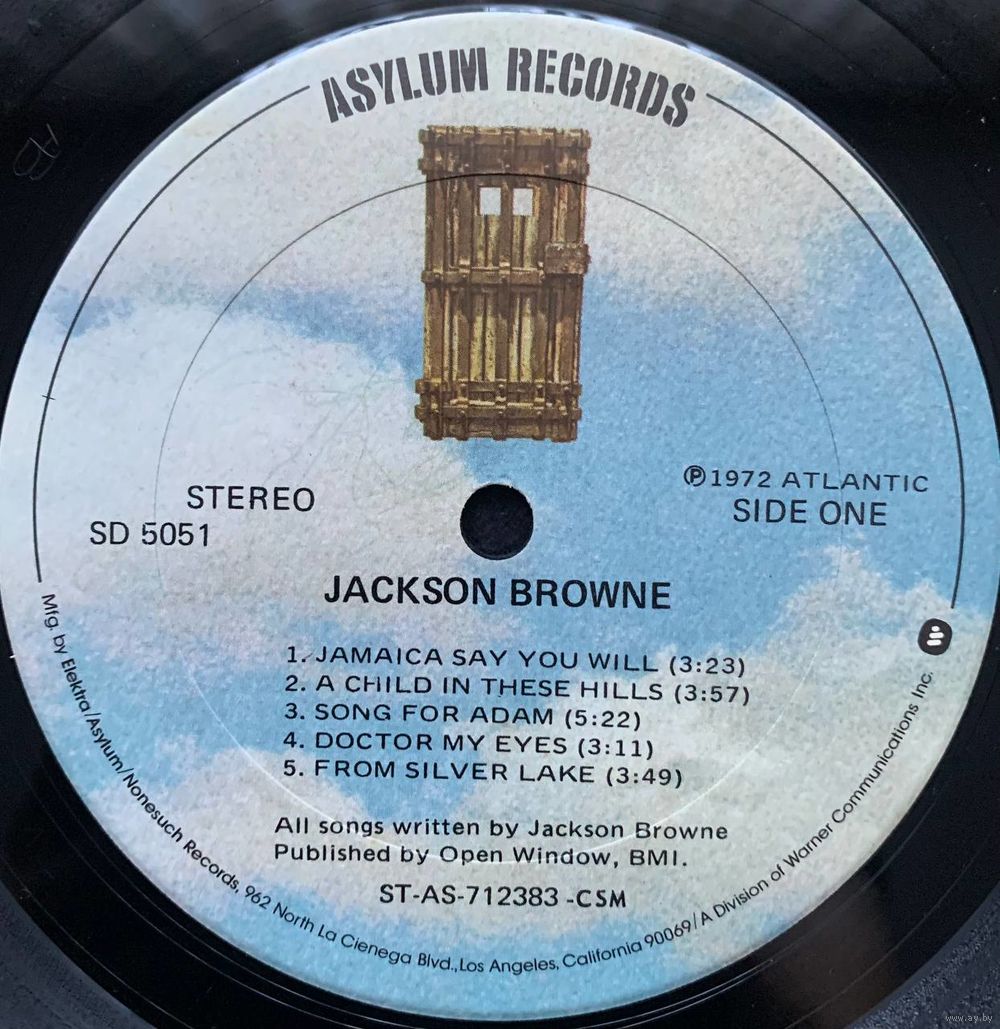 ASYLUM RECORDS
STEREO
SD 5051
℗1972 ATLANTIC
SIDE ONE
JACKSON BROWNE
1. JAMAICA SAY YOU WILL (3:23)
2. A CHILD IN THESE HILLS (3:57)
3. SONG FOR ADAM (5:22)
4. DOCTOR MY EYES (3:11)
5. FROM SILVER LAKE (3:49)
All songs written by Jackson Browne
Published by Open Window, BMI.
ST-AS-712383-CSM
Mfg. by Elektra/Asylum/Nonesuch Records, 962 North La Cienega Blvd., Los Angeles, California 90069/A Division of Warner Communications Inc.
www.ay.by